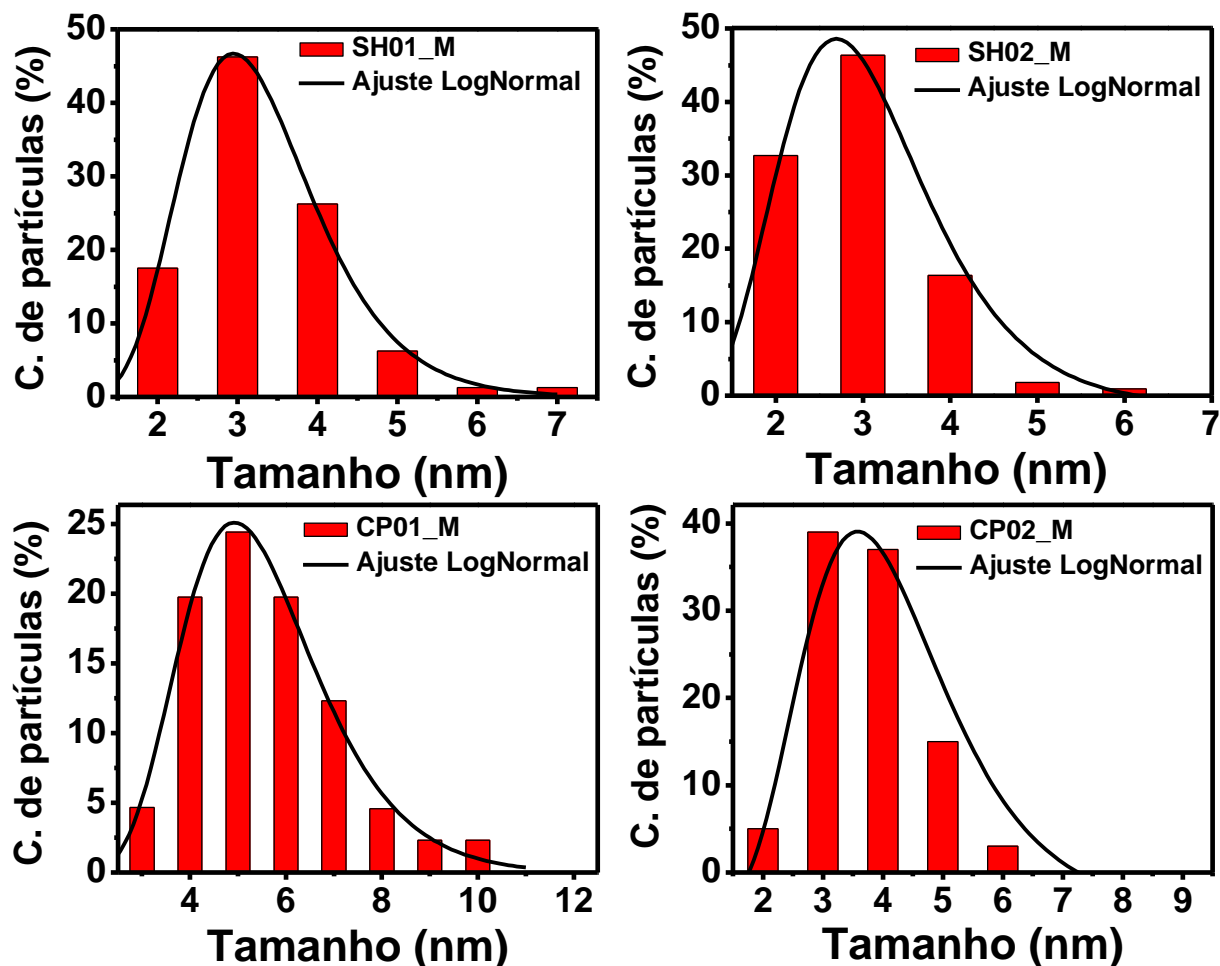 50
40
30
20
10
0
C. de partículas (%)
SH01_M
Ajuste LogNormal
2 3 4 5 6 7
Tamanho (nm)
50
40
30
20
10
0
C. de partículas (%)
SH02_M
Ajuste LogNormal
2 3 4 5 6 7
Tamanho (nm)
25
20
15
10
5
0
C. de partículas (%)
CP01_M
Ajuste LogNormal
4 6 8 10 12
Tamanho (nm)
40
30
20
10
0
C. de partículas (%)
CP02_M
Ajuste LogNormal
2 3 4 5 6 7 8 9
Tamanho (nm)